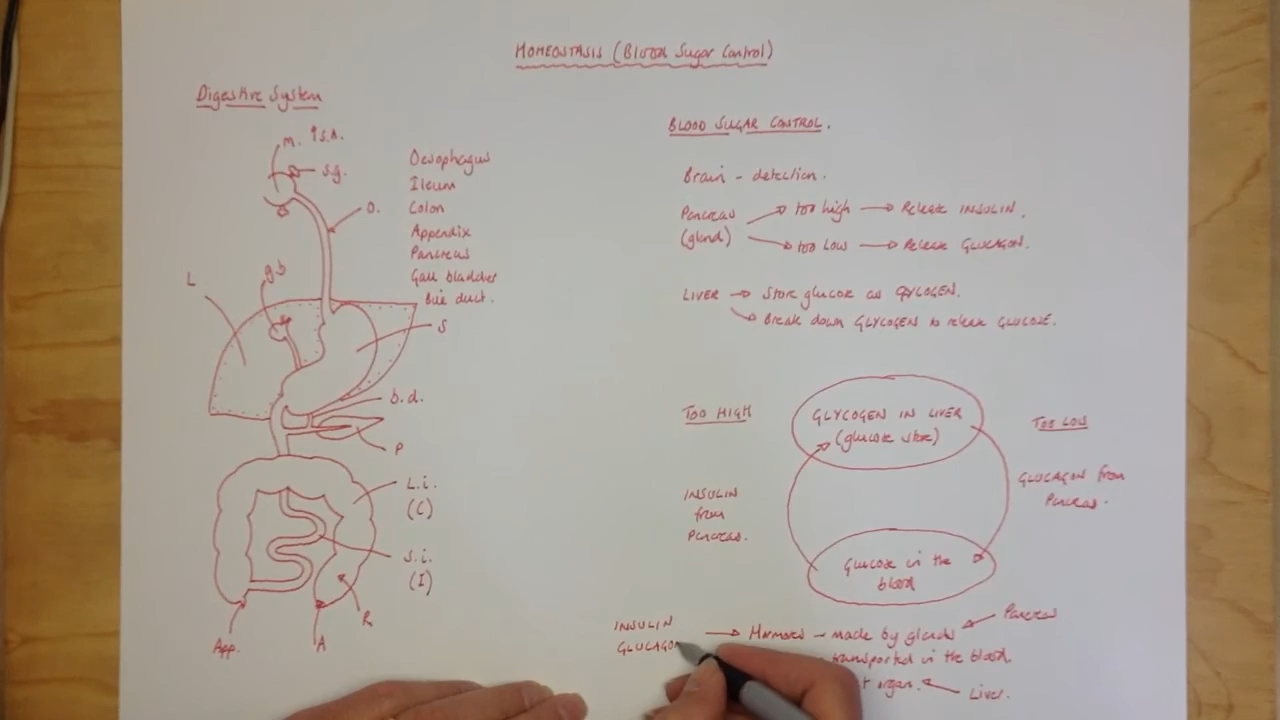 HOMEOSTASIS (Blood Sugar Control)
Digestive System
m.
s.g.
O.
Oesophagus
Ileum
Colon
Appendix
Pancreas
Gall bladder
Bile duct.
L
g.b
S
b.d.
P
L.i.
(C)
S.i.
(I)
R
App.
A
BLOOD SUGAR CONTROL.
Brain - detection.
Pancreas → too high → Release INSULIN.
(gland) → too low → Release GLUCAGON.
LIVER → Store glucose as GLYCOGEN.
→ Break down GLYCOGEN to release GLUCOSE.
TOO HIGH
GLYCOGEN IN LIVER
(glucose store)
TOO LOW
INSULIN
from
Pancreas.
GLUCAGON from
Pancreas.
Glucose in the
blood
INSULIN
GLUCAGON
→ Hormones - made by glands ← Pancreas
transported in the blood.
organ. ← Liver.